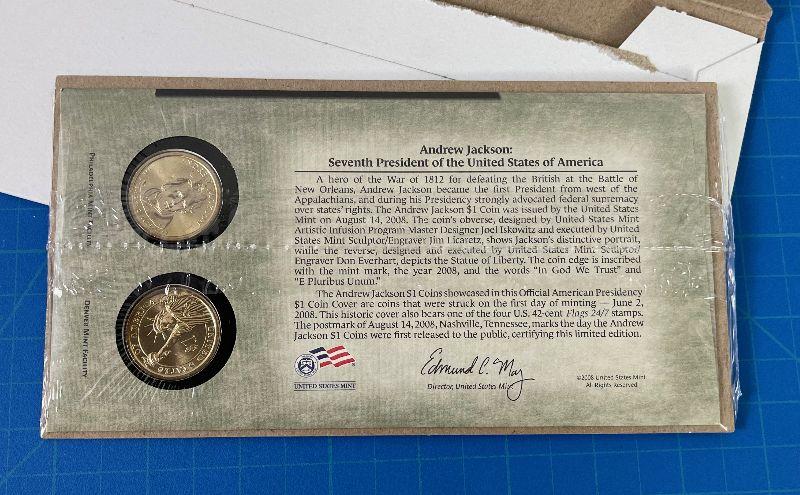 Andrew Jackson:
Seventh President of the United States of America
A hero of the War of 1812 for defeating the British at the Battle of
New Orleans, Andrew Jackson became the first President from west of the
Appalachians, and during his Presidency strongly advocated federal supremacy
over states' rights. The Andrew Jackson $1 Coin was issued by the United States
Mint on August 14, 2008. The coin's obverse, designed by United States Mint
Artistic Infusion Program Master Designer Joel Iskowitz and executed by United
States Mint Sculptor/Engraver Jim Licaretz, shows Jackson's distinctive portrait,
while the reverse, designed and executed by United States Mint Sculptor/
Engraver Don Everhart, depicts the Statue of Liberty. The coin edge is inscribed
with the mint mark, the year 2008, and the words "In God We Trust" and
"E Pluribus Unum."
The Andrew Jackson $1 Coins showcased in this Official American Presidency
$1 Coin Cover are coins that were struck on the first day of minting — June 2,
2008. This historic cover also bears one of the four U.S. 42-cent Flags 24/7 stamps.
The postmark of August 14, 2008, Nashville, Tennessee, marks the day the Andrew
Jackson $1 Coins were first released to the public, certifying this limited edition.
Edmund C. Moy
Director, United States Mint
UNITED STATES MINT
©2008 United States Mint
All Rights Reserved
Philadelphia Mint Facility
Denver Mint Facility